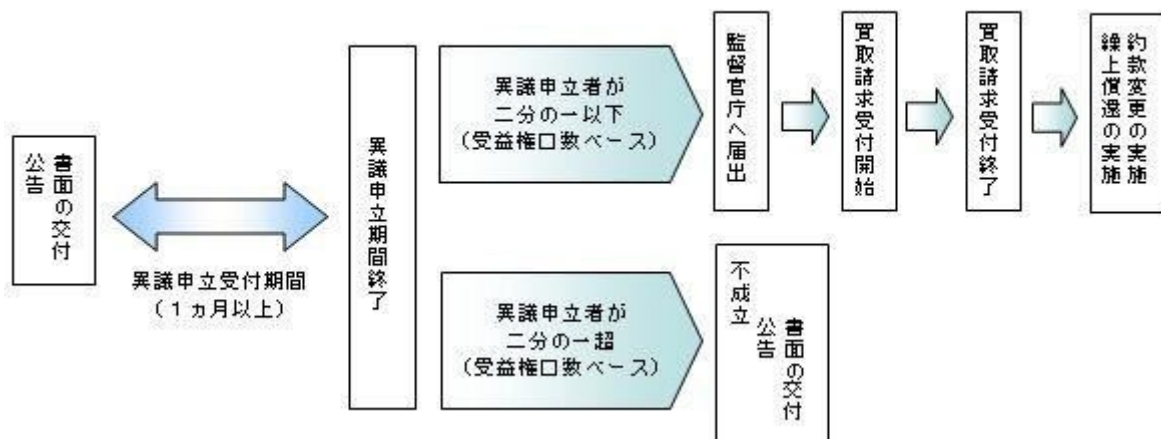 書面の交付
公告
異議申立受付期間
（１ヵ月以上）
異議申立期間終了
異議申立者が
二分の一以下
（受益権口数ベース）
監督官庁へ届出
買取請求受付開始
買取請求受付終了
約款変更の実施
繰上償還の実施
異議申立者が
二分の一超
（受益権口数ベース）
不成立
書面の交付
公告